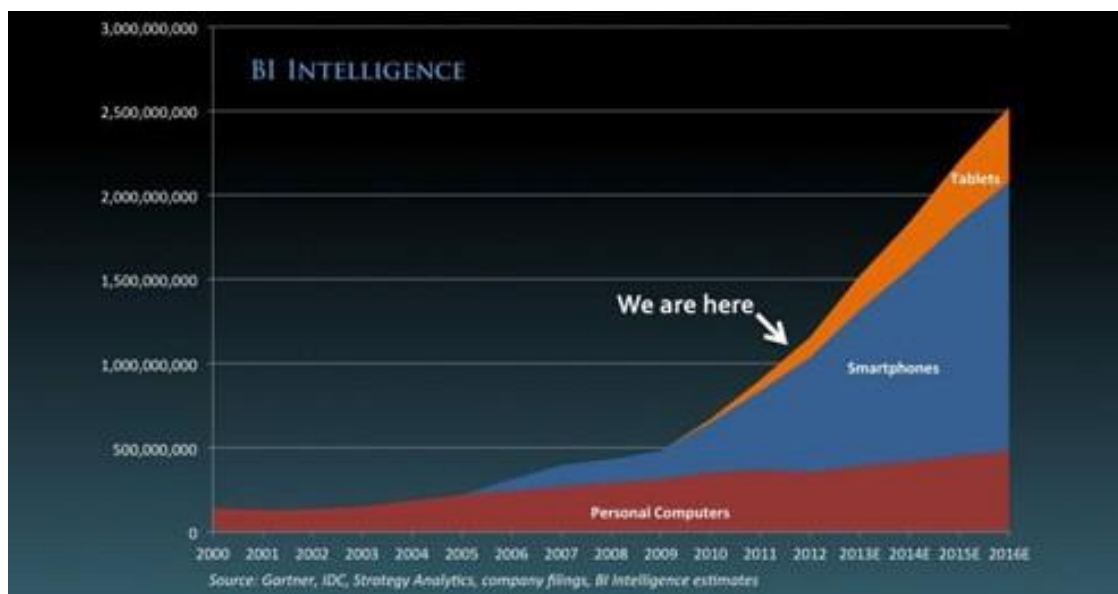 3,000,000,000
BI INTELLIGENCE
2,500,000,000
2,000,000,000
Tablets
1,500,000,000
We are here
1,000,000,000
Smartphones
500,000,000
Personal Computers
0
2000 2001 2002 2003 2004 2005 2006 2007 2008 2009 2010 2011 2012 2013E 2014E 2015E 2016E
Source: Gartner, IDC, Strategy Analytics, company filings, BI Intelligence estimates